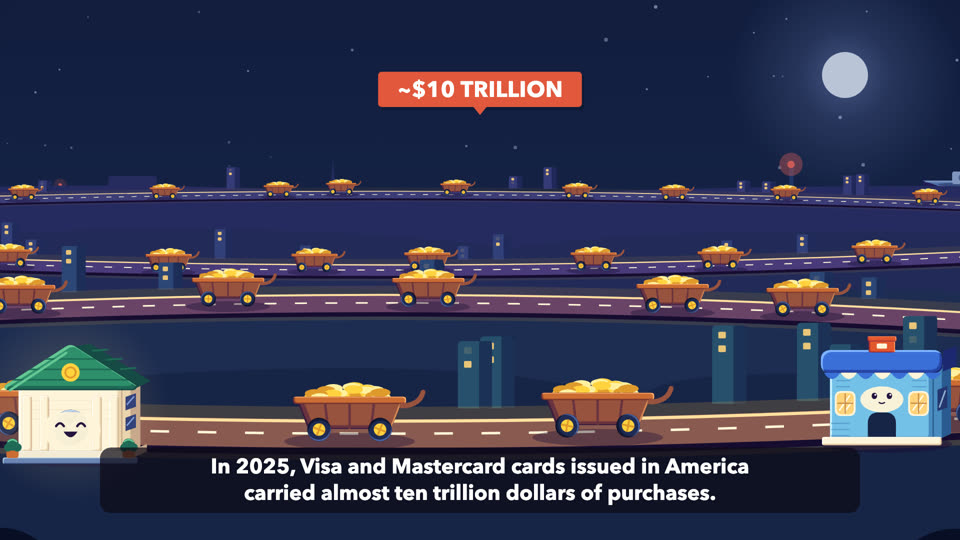 ~$10 TRILLION
In 2025, Visa and Mastercard cards issued in America
carried almost ten trillion dollars of purchases.